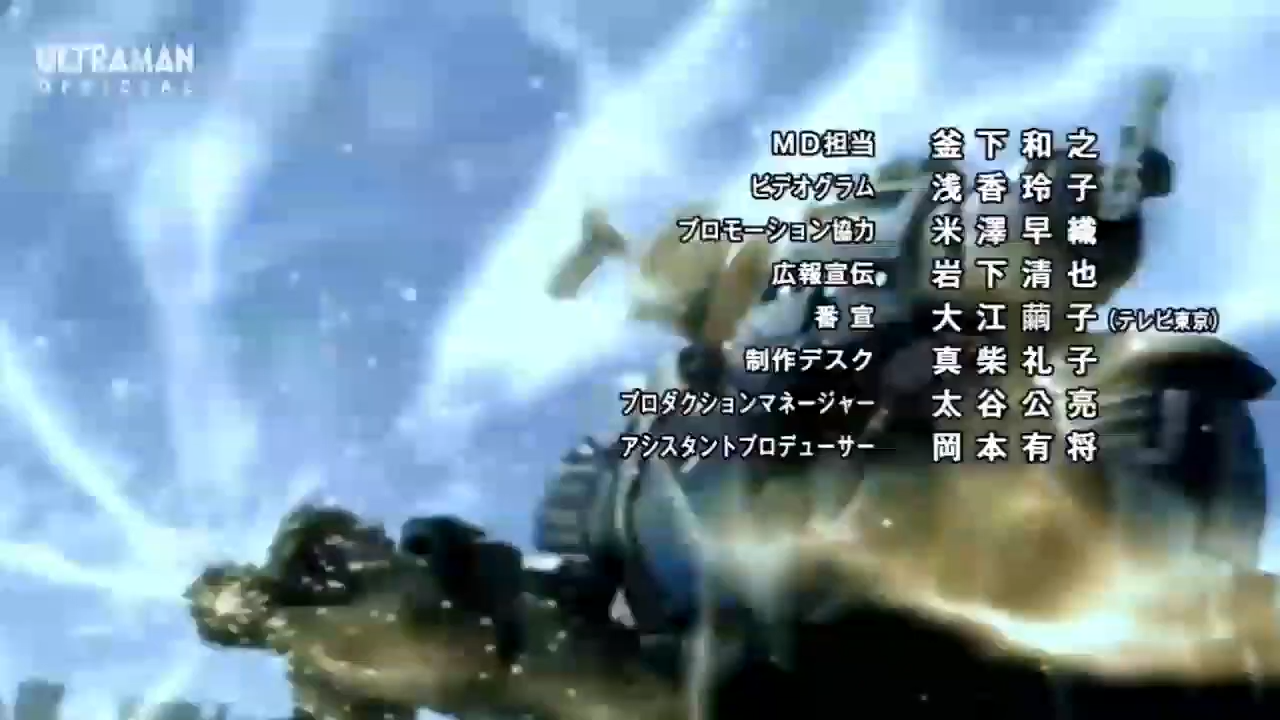 ULTRAMAN
OFFICIAL
MD担当 釜下和之
ビデオグラム 浅香玲子
プロモーション協力 米澤早織
広報宣伝 岩下清也
番宣 大江繭子(テレビ東京)
制作デスク 真柴礼子
プロダクションマネージャー 太谷公亮
アシスタントプロデューサー 岡本有将